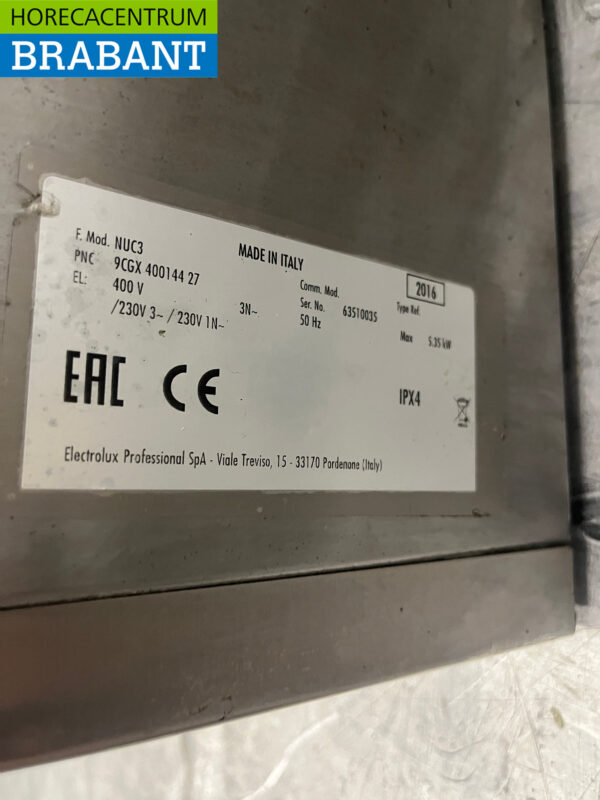 HORECACENTRUM
BRABANT
F. Mod. NUC3
MADE IN ITALY
PNC 9CGX 400144 27
Comm. Mod.
2016
EL: 400 V 3N~
Ser. No. 63510035
Type Ref.
/230V 3~ / 230V 1N~
50 Hz
Max 5.35 kW
EAC CE
IPX4
Electrolux Professional SpA - Viale Treviso, 15 - 33170 Pordenone (Italy)